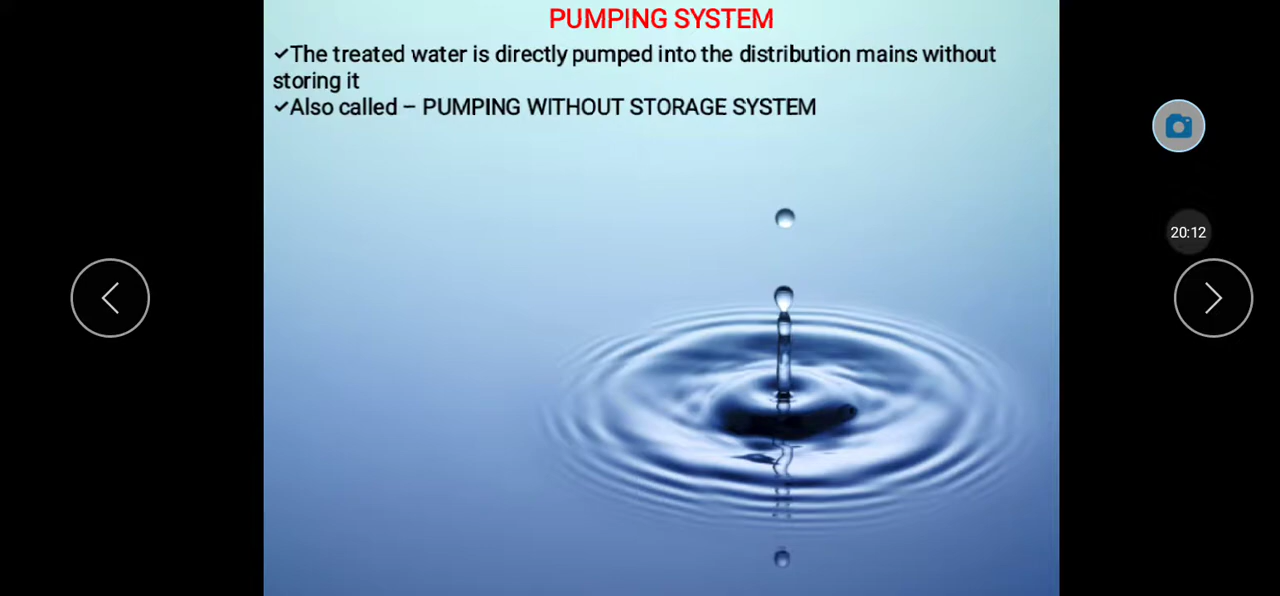 PUMPING SYSTEM
✓The treated water is directly pumped into the distribution mains without
storing it
✓Also called – PUMPING WITHOUT STORAGE SYSTEM
20:12